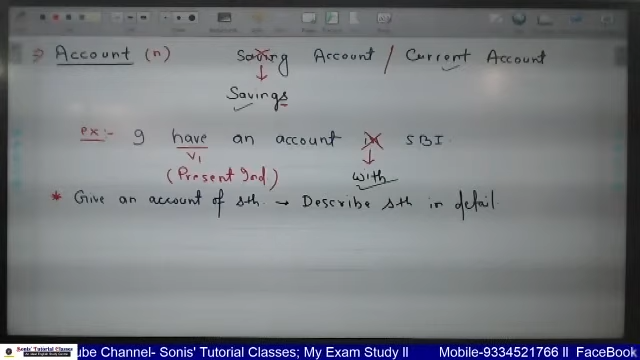 ⇒ Account (n) Saving Account / Current Account
↓
Savings
ex:- I have an account in SBI.
V1 ↓
(Present Ind) with
* Give an account of sth → Describe sth in detail
Sonis' Tutorial Classes
ube Channel- Sonis' Tutorial Classes; My Exam Study II Mobile-9334521766 II FaceBook